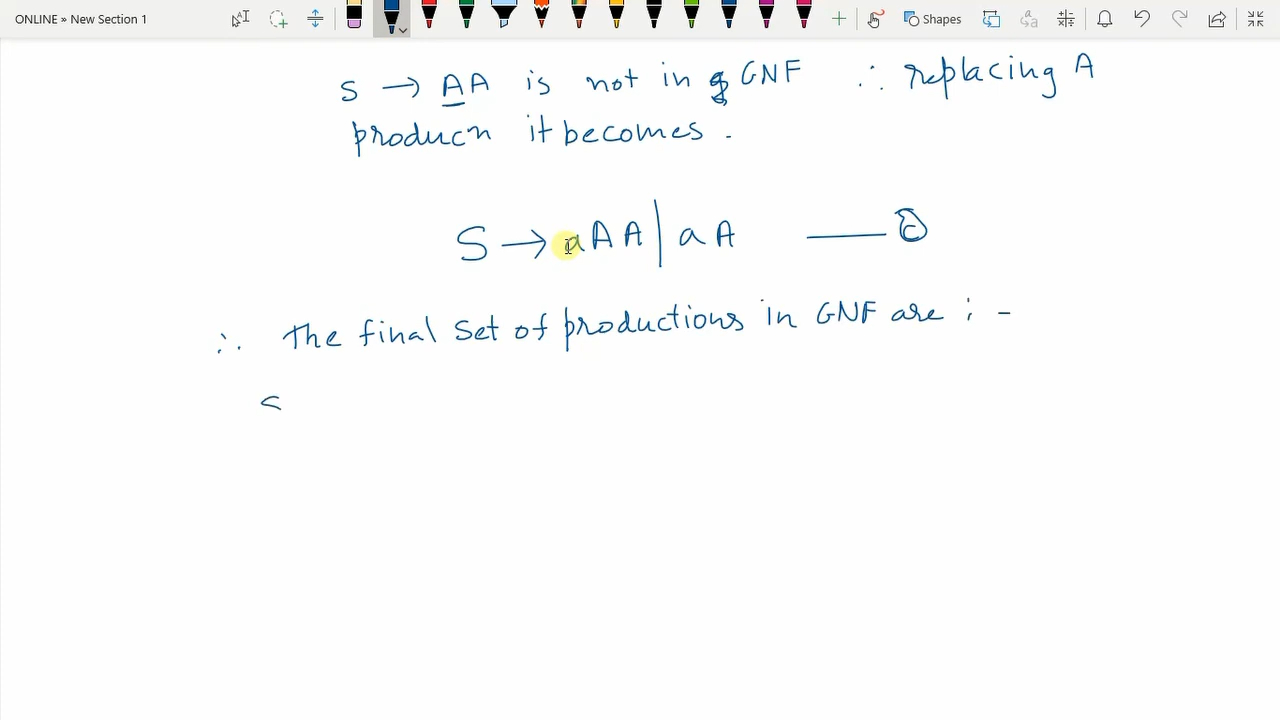 ONLINE » New Section 1
Shapes
S → AA is not in GNF ∴ replacing A
producn it becomes .
S → aAA | aA —— C
∴ The final set of productions in GNF are : -
S